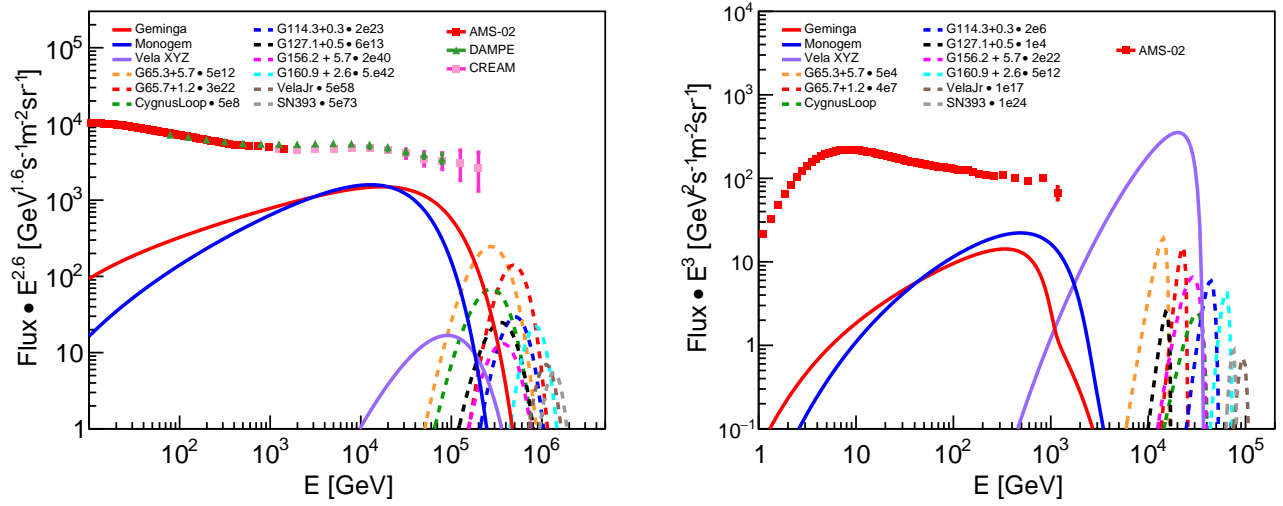 Flux • E^2.6 [GeV^1.6 s^-1 m^-2 sr^-1]
10^5
10^4
10^3
10^2
10
1
Geminga
Monogem
Vela XYZ
G65.3+5.7 • 5e12
G65.7+1.2 • 3e22
CygnusLoop • 5e8
G114.3+0.3 • 2e23
G127.1+0.5 • 6e13
G156.2 + 5.7 • 2e40
G160.9 + 2.6 • 5.e42
VelaJr • 5e58
SN393 • 5e73
AMS-02
DAMPE
CREAM
10^2 10^3 10^4 10^5 10^6
E [GeV]
Flux • E^3 [GeV^2 s^-1 m^-2 sr^-1]
10^4
10^3
10^2
10
1
10^-1
Geminga
Monogem
Vela XYZ
G65.3+5.7 • 5e4
G65.7+1.2 • 4e7
CygnusLoop
G114.3+0.3 • 2e6
G127.1+0.5 • 1e4
G156.2 + 5.7 • 2e22
G160.9 + 2.6 • 5e12
VelaJr • 1e17
SN393 • 1e24
AMS-02
1 10 10^2 10^3 10^4 10^5
E [GeV]